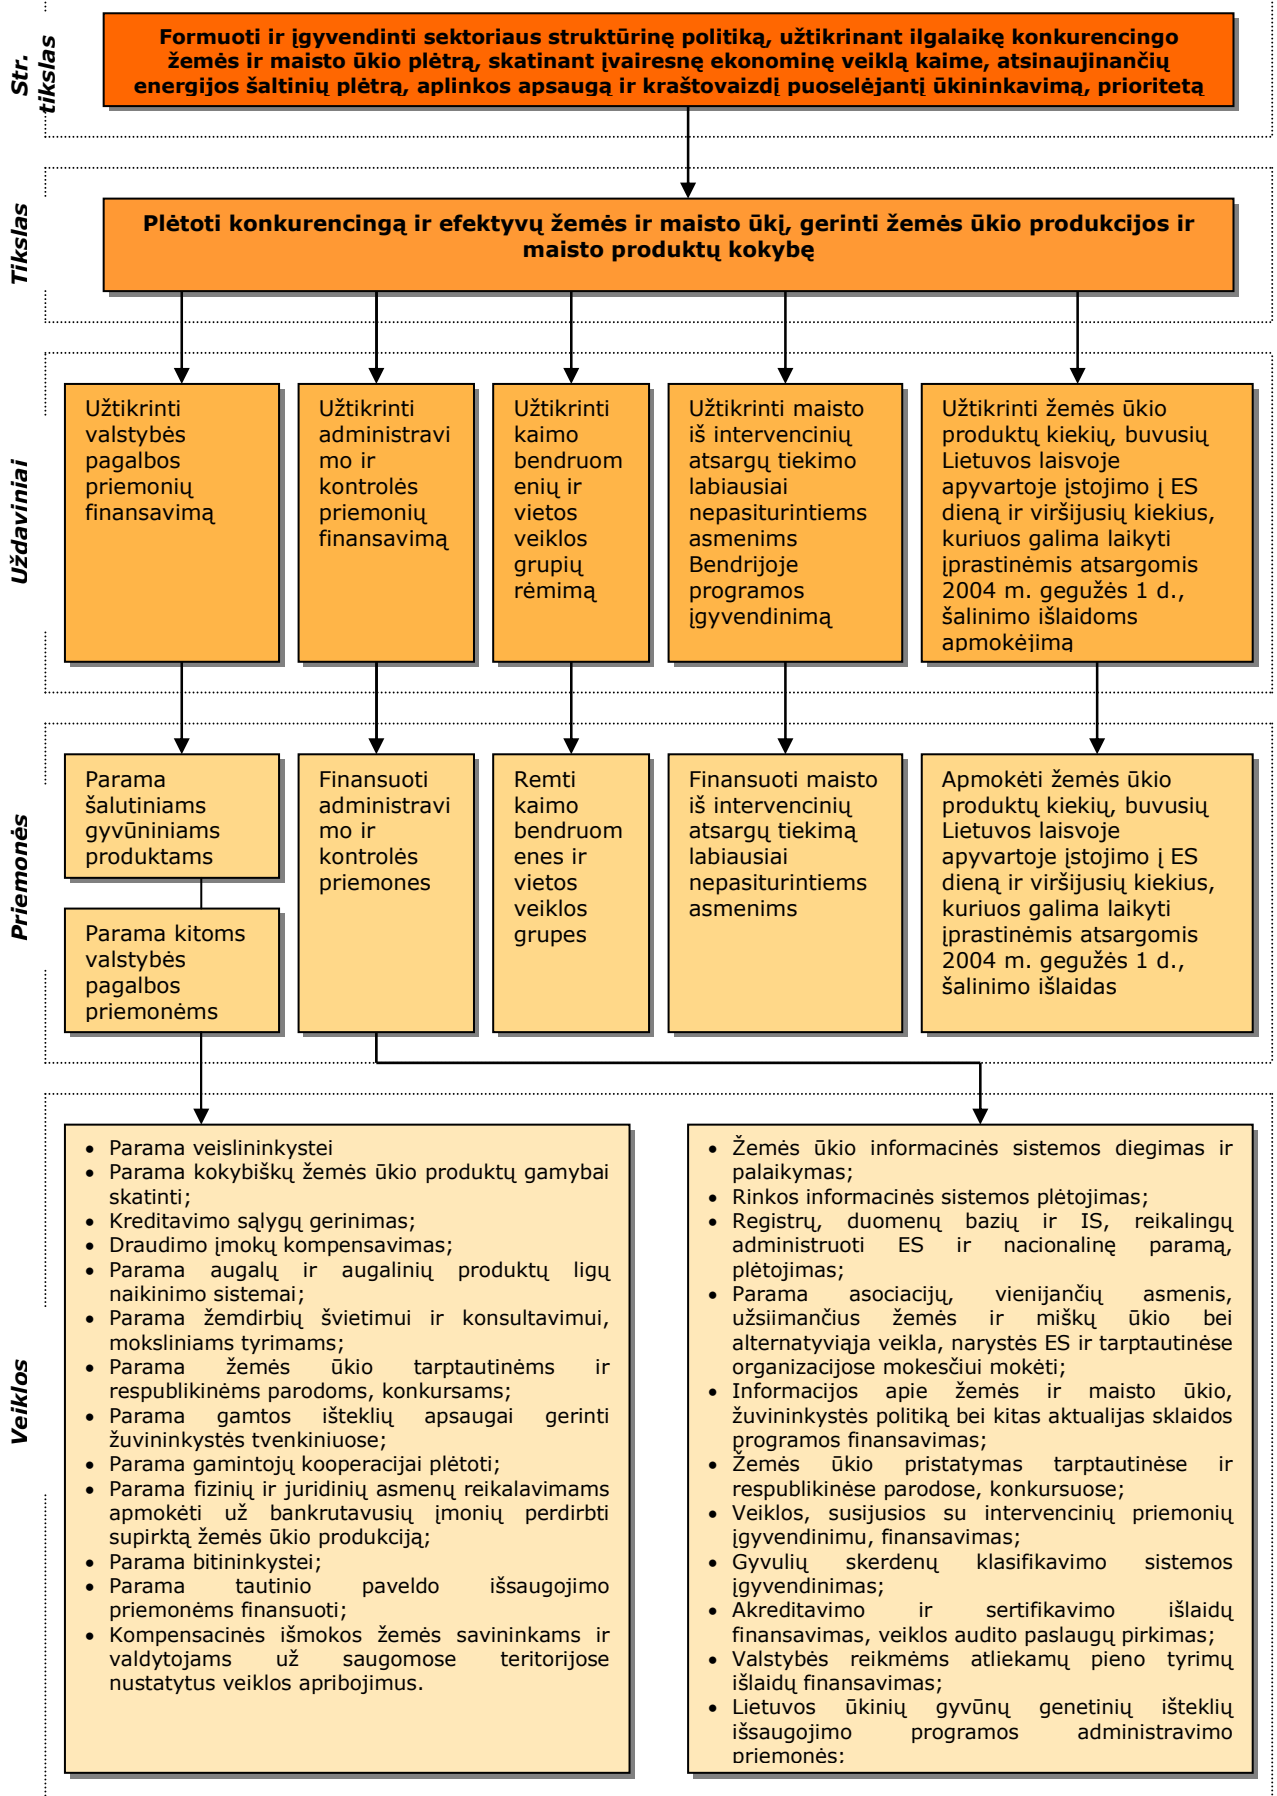 Str.
tikslas
Formuoti ir įgyvendinti sektoriaus struktūrinę politiką, užtikrinant ilgalaikę konkurencingo
žemės ir maisto ūkio plėtrą, skatinant įvairesnę ekonominę veiklą kaime, atsinaujinančių
energijos šaltinių plėtrą, aplinkos apsaugą ir kraštovaizdį puoselėjantį ūkininkavimą, prioritetą
Tikslas
Plėtoti konkurencingą ir efektyvų žemės ir maisto ūkį, gerinti žemės ūkio produkcijos ir
maisto produktų kokybę
Uždaviniai
Užtikrinti
valstybės
pagalbos
priemonių
finansavimą
Užtikrinti
administravi
mo ir
kontrolės
priemonių
finansavimą
Užtikrinti
kaimo
bendruom
enių ir
vietos
veiklos
grupių
rėmimą
Užtikrinti maisto
iš intervencinių
atsargų tiekimo
labiausiai
nepasiturintiems
asmenims
Bendrijoje
programos
įgyvendinimą
Užtikrinti žemės ūkio
produktų kiekių, buvusių
Lietuvos laisvoje
apyvartoje įstojimo į ES
dieną ir viršijusių kiekius,
kuriuos galima laikyti
įprastinėmis atsargomis
2004 m. gegužės 1 d.,
šalinimo išlaidoms
apmokėjimą
Priemonės
Parama
šalutiniams
gyvūniniams
produktams
Parama kitoms
valstybės
pagalbos
priemonėms
Finansuoti
administravi
mo ir
kontrolės
priemones
Remti
kaimo
bendruom
enes ir
vietos
veiklos
grupes
Finansuoti maisto
iš intervencinių
atsargų tiekimą
labiausiai
nepasiturintiems
asmenims
Apmokėti žemės ūkio
produktų kiekių, buvusių
Lietuvos laisvoje
apyvartoje įstojimo į ES
dieną ir viršijusių kiekius,
kuriuos galima laikyti
įprastinėmis atsargomis
2004 m. gegužės 1 d.,
šalinimo išlaidas
Veiklos
• Parama veislininkystei
• Parama kokybiškų žemės ūkio produktų gamybai
skatinti;
• Kreditavimo sąlygų gerinimas;
• Draudimo įmokų kompensavimas;
• Parama augalų ir augalinių produktų ligų
naikinimo sistemai;
• Parama žemdirbių švietimui ir konsultavimui,
moksliniams tyrimams;
• Parama žemės ūkio tarptautinėms ir
respublikinėms parodoms, konkursams;
• Parama gamtos išteklių apsaugai gerinti
žuvininkystės tvenkiniuose;
• Parama gamintojų kooperacijai plėtoti;
• Parama fizinių ir juridinių asmenų reikalavimams
apmokėti už bankrutavusių įmonių perdirbti
supirktą žemės ūkio produkciją;
• Parama bitininkystei;
• Parama tautinio paveldo išsaugojimo
priemonėms finansuoti;
• Kompensacinės išmokos žemės savininkams ir
valdytojams už saugomose teritorijose
nustatytus veiklos apribojimus.
• Žemės ūkio informacinės sistemos diegimas ir
palaikymas;
• Rinkos informacinės sistemos plėtojimas;
• Registrų, duomenų bazių ir IS, reikalingų
administruoti ES ir nacionalinę paramą,
plėtojimas;
• Parama asociacijų, vienijančių asmenis,
užsiimančius žemės ir miškų ūkio bei
alternatyviąja veikla, narystės ES ir tarptautinėse
organizacijose mokesčiui mokėti;
• Informacijos apie žemės ir maisto ūkio,
žuvininkystės politiką bei kitas aktualijas sklaidos
programos finansavimas;
• Žemės ūkio pristatymas tarptautinėse ir
respublikinėse parodose, konkursuose;
• Veiklos, susijusios su intervencinių priemonių
įgyvendinimu, finansavimas;
• Gyvulių skerdenų klasifikavimo sistemos
įgyvendinimas;
• Akreditavimo ir sertifikavimo išlaidų
finansavimas, veiklos audito paslaugų pirkimas;
• Valstybės reikmėms atliekamų pieno tyrimų
išlaidų finansavimas;
• Lietuvos ūkinių gyvūnų genetinių išteklių
išsaugojimo programos administravimo
priemonės;